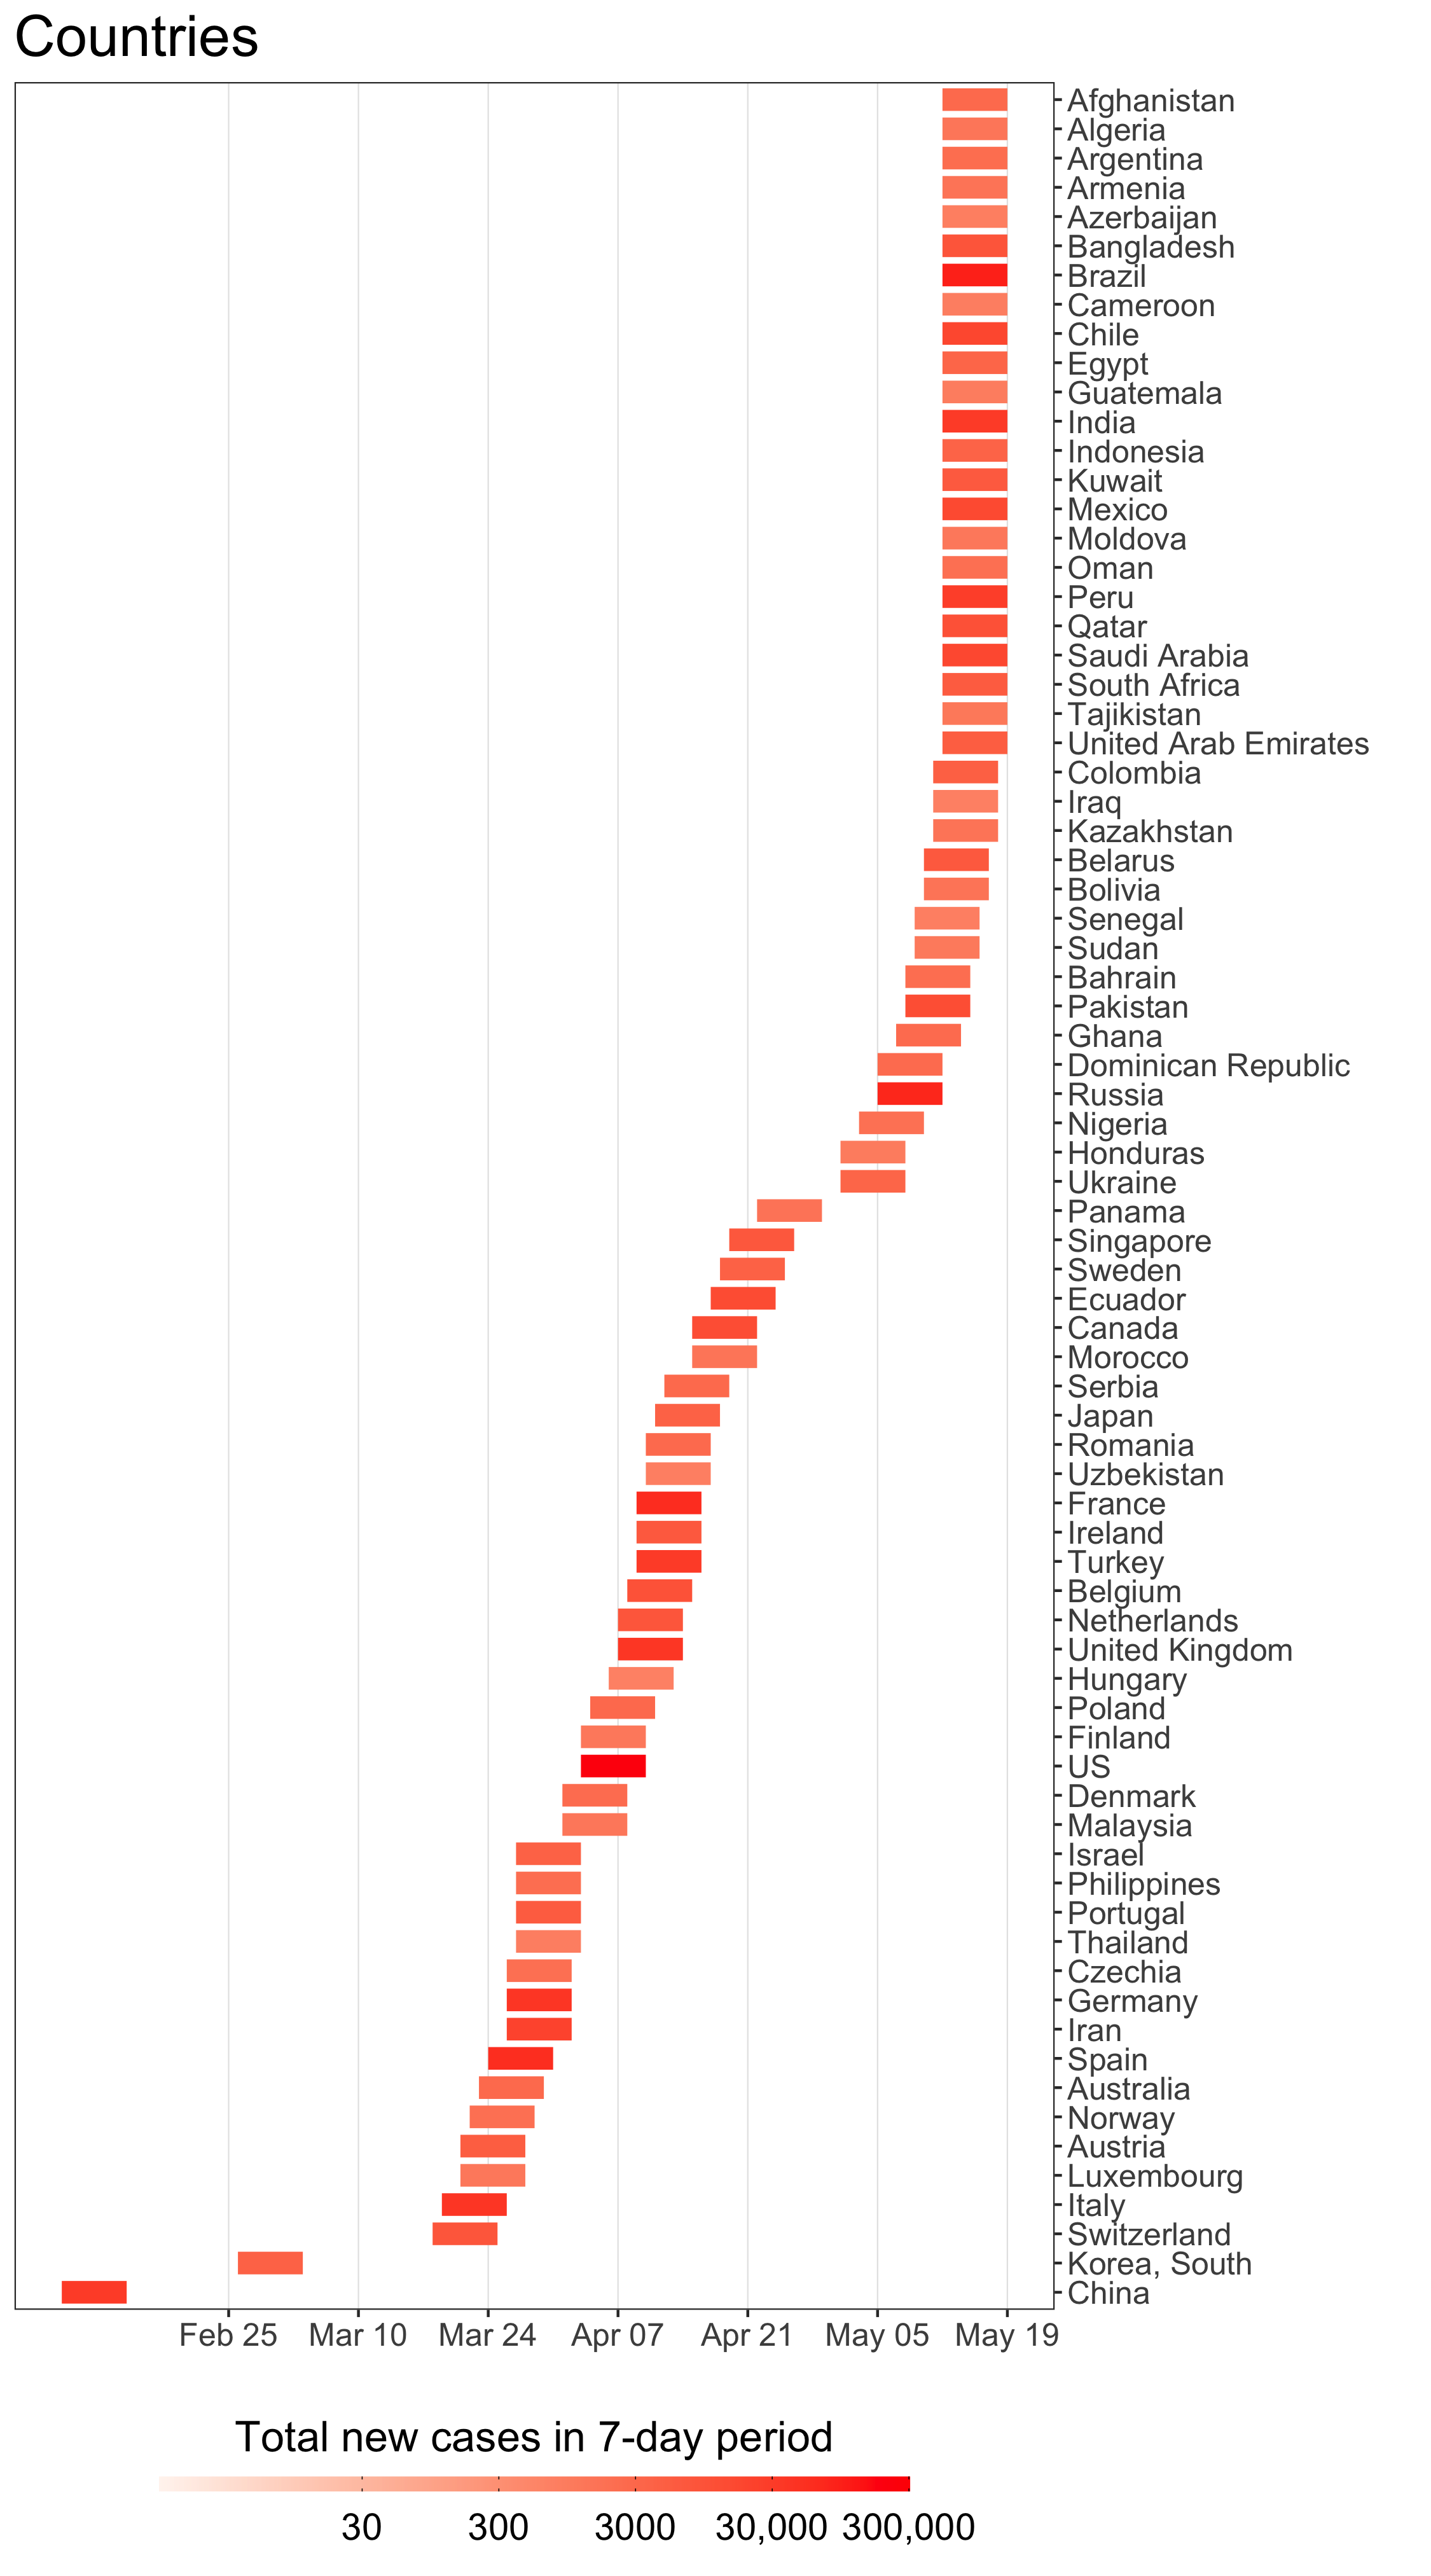 Countries
Afghanistan
Algeria
Argentina
Armenia
Azerbaijan
Bangladesh
Brazil
Cameroon
Chile
Egypt
Guatemala
India
Indonesia
Kuwait
Mexico
Moldova
Oman
Peru
Qatar
Saudi Arabia
South Africa
Tajikistan
United Arab Emirates
Colombia
Iraq
Kazakhstan
Belarus
Bolivia
Senegal
Sudan
Bahrain
Pakistan
Ghana
Dominican Republic
Russia
Nigeria
Honduras
Ukraine
Panama
Singapore
Sweden
Ecuador
Canada
Morocco
Serbia
Japan
Romania
Uzbekistan
France
Ireland
Turkey
Belgium
Netherlands
United Kingdom
Hungary
Poland
Finland
US
Denmark
Malaysia
Israel
Philippines
Portugal
Thailand
Czechia
Germany
Iran
Spain
Australia
Norway
Austria
Luxembourg
Italy
Switzerland
Korea, South
China
Feb 25 Mar 10 Mar 24 Apr 07 Apr 21 May 05 May 19
Total new cases in 7-day period
30 300 3000 30,000 300,000